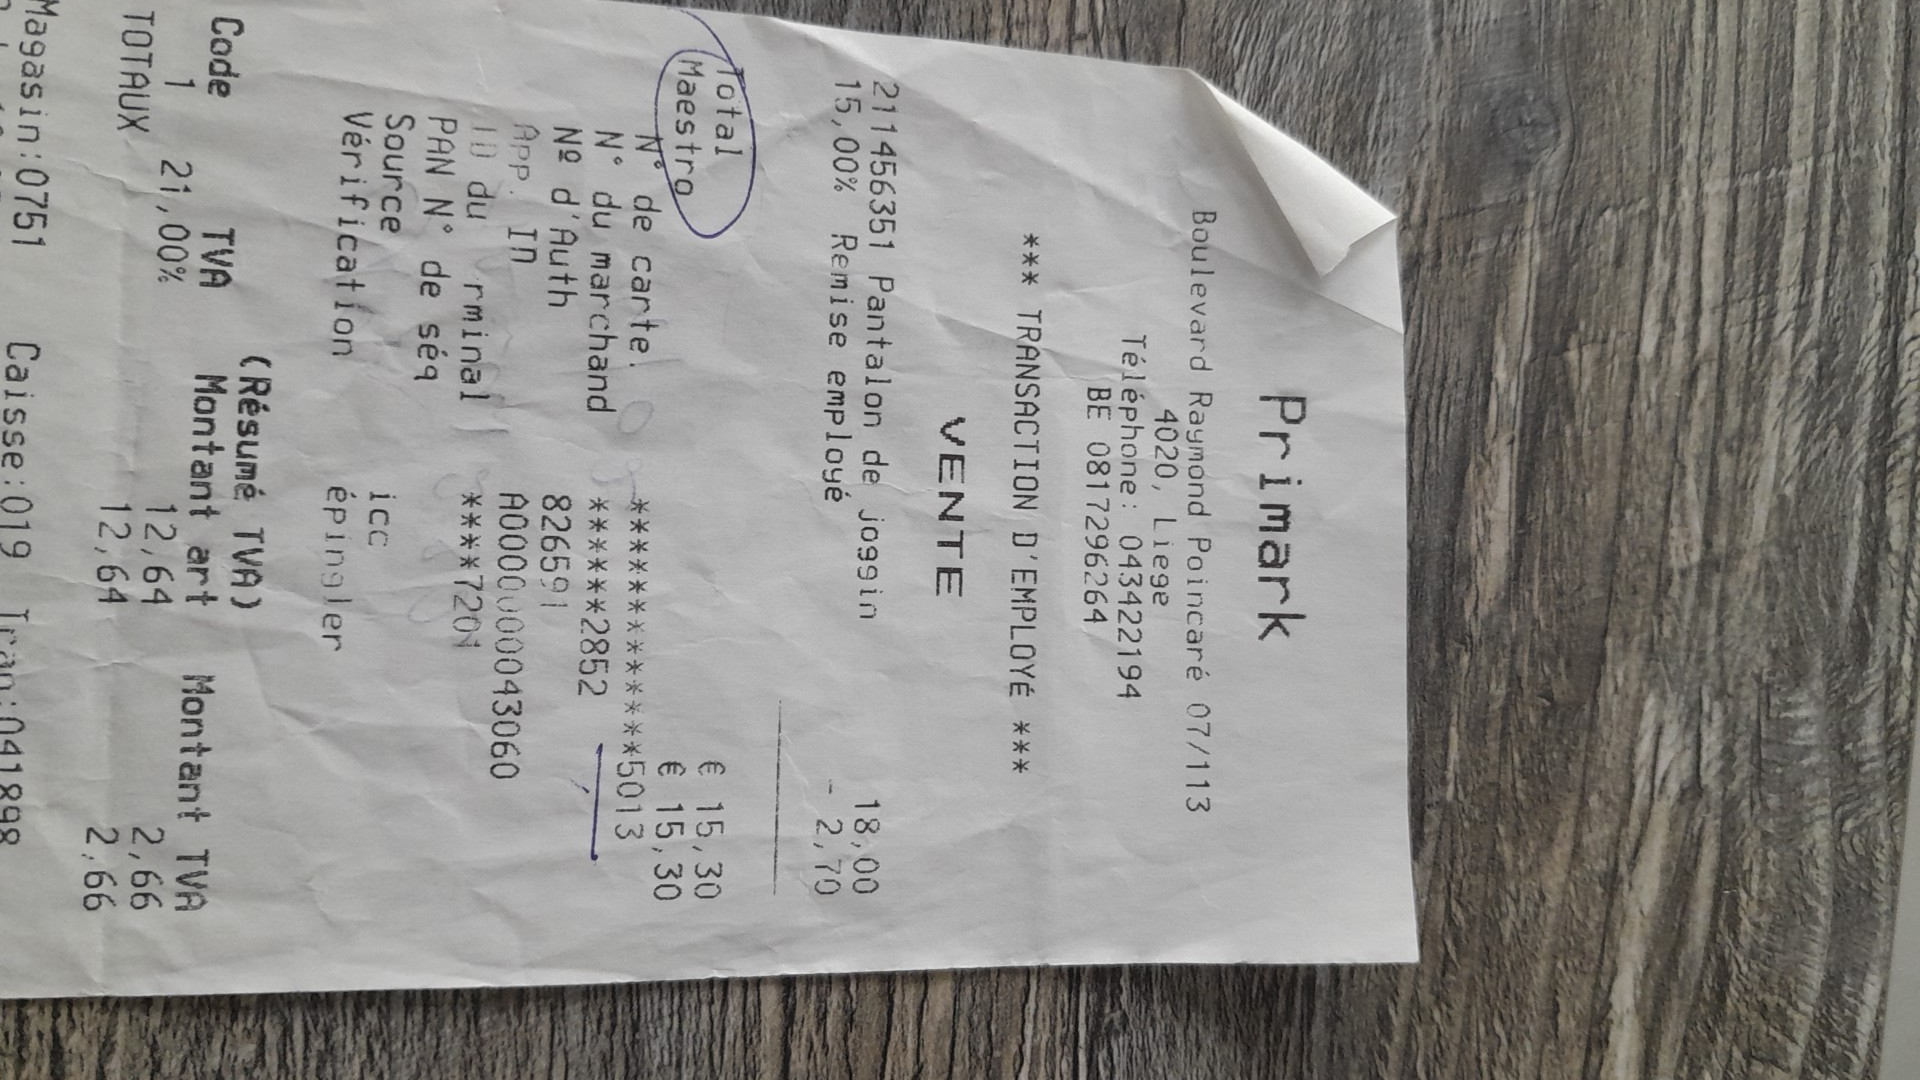 Primark
Boulevard Raymond Poincaré 07/113
4020, Liege
Téléphone: 043422194
BE 0817296264
*** TRANSACTION D'EMPLOYÉ ***
VENTE
211456351 Pantalon de joggin 18,00
15,00% Remise employé - 2,70
Total € 15,30
Maestro € 15,30
N° de carte. ***************5013
N° du marchand *******2852
Nº d'Auth 826591
App. In A0000000043060
ID du rminal ****7201
PAN N° de séq
Source icc
Vérification épingler
(Résumé TVA)
Code TVA Montant art Montant TVA
1 21,00% 12,64 2,66
TOTAUX 12,64 2,66
Magasin:0751 Caisse:019 Tran:041898